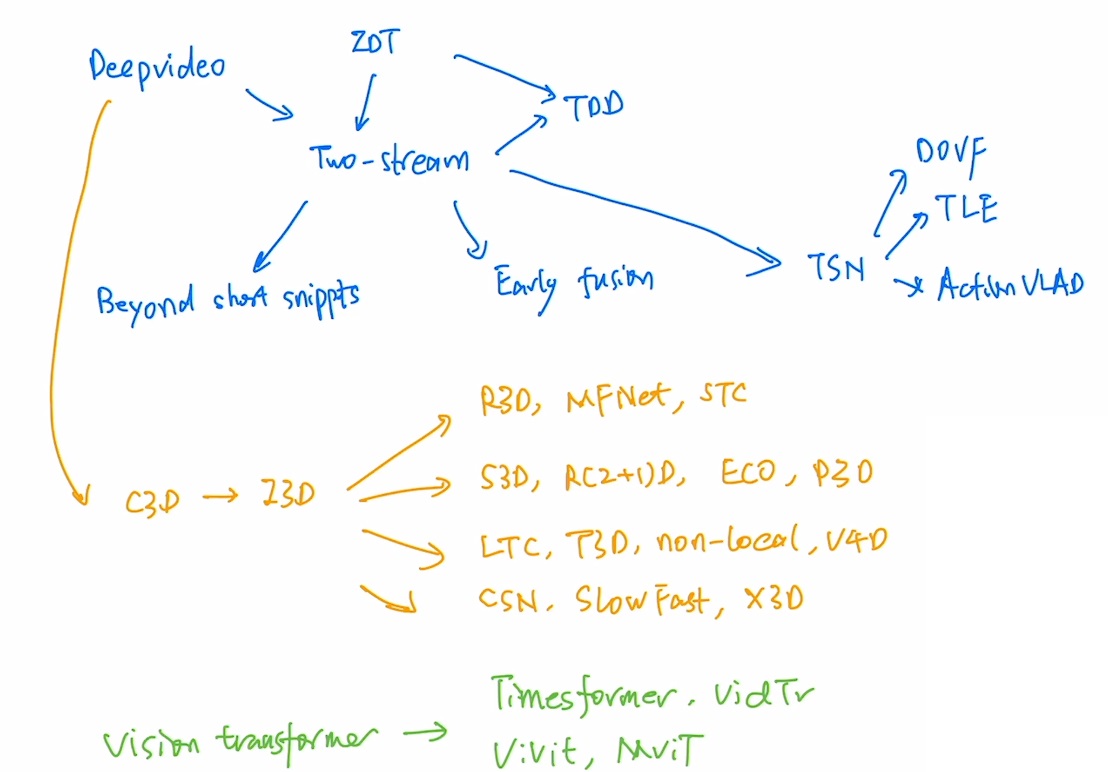 Deepvideo
IDT
TDD
Two-stream
DOVF
TLE
TSN
ActionVLAD
Beyond short snippts
Early fusion
R3D, MFNet, STC
C3D → I3D
S3D, R(2+1)D, ECO, P3D
LTC, T3D, non-local, V4D
CSN, SlowFast, X3D
Vision transformer →
Timesformer, VidTr
ViVit, MViT